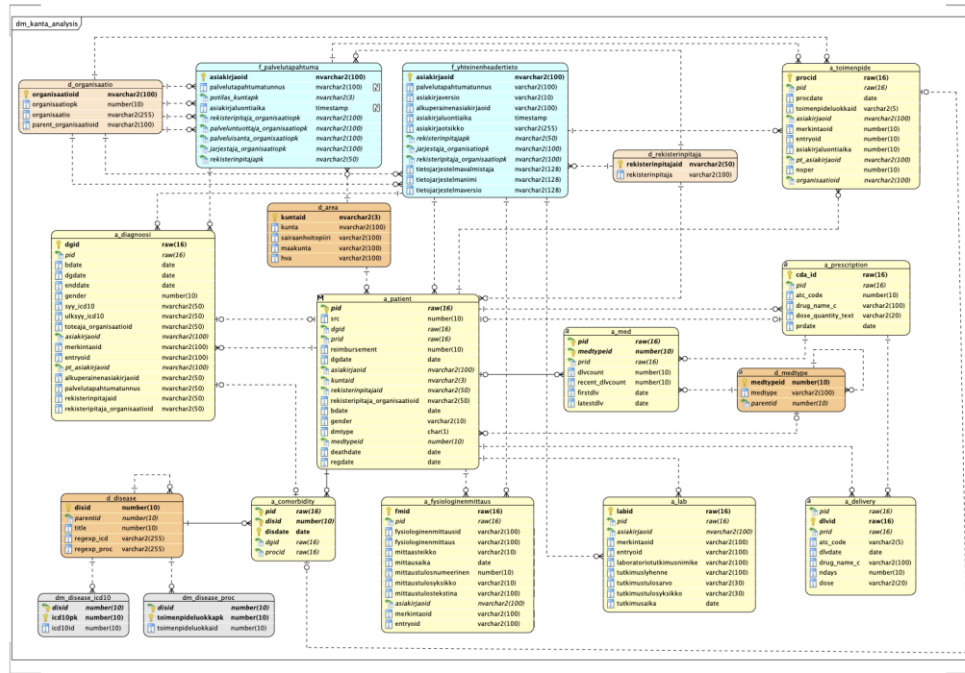 dm_kanta_analysis
d_organisaatio
organisaatioid nvarchar2(100)
organisaatiopk number(10)
organisaatio nvarchar2(255)
parent_organisaatioid nvarchar2(100)
f_palvelutapahtuma
asiakirjaoid nvarchar2(100)
palvelutapahtumatunnus nvarchar2(100)
potilas_kuntapk nvarchar2(3)
asiakirjaoluontiaika timestamp
rekisteripitaja_organisaatiopk nvarchar2(100)
palveluntuottaja_organisaatiopk nvarchar2(100)
palveluisanta_organisaatiopk nvarchar2(100)
jarjestaja_organisaatiopk nvarchar2(100)
rekisterinpitajapk nvarchar2(50)
f_yhteinenheadertieto
asiakirjaoid nvarchar2(100)
palvelutapahtumatunnus varchar2(100)
asiakirjaversio varchar2(10)
alkuperainenasiakirjaoid varchar2(100)
asiakirjaoluontiaika timestamp
asiakirjaotsikko varchar2(255)
rekisterinpitajapk nvarchar2(50)
jarjestaja_organisaatiopk nvarchar2(100)
rekisteripitaja_organisaatiopk nvarchar2(100)
tietojarjestelmavalmistaja nvarchar2(128)
tietojarjestelmanimi nvarchar2(128)
tietojarjestelmaversio nvarchar2(128)
a_toimenpide
procid raw(16)
pid raw(16)
procdate date
toimenpideluokkaid varchar2(5)
asiakirjaoid nvarchar2(100)
merkintaoid number(10)
entryoid number(10)
asiakirjaluontiaika number(10)
pt_asiakirjaoid nvarchar2(100)
noper number(10)
organisaatioid nvarchar2(100)
d_rekisterinpitaja
rekisterinpitajaid nvarchar2(50)
rekisterinpitaja varchar2(100)
d_area
kuntaid nvarchar2(3)
kunta nvarchar2(100)
sairaanhoitopiiri varchar2(100)
maakunta varchar2(100)
hva varchar2(100)
a_diagnoosi
dgid raw(16)
pid raw(16)
bdate date
dgdate date
enddate date
gender number(10)
syy_icd10 nvarchar2(50)
ulksyy_icd10 nvarchar2(50)
toteaja_organisaatioid nvarchar2(50)
asiakirjaoid nvarchar2(100)
merkintaoid nvarchar2(100)
entryoid nvarchar2(100)
pt_asiakirjaoid nvarchar2(100)
alkuperainenasiakirjaoid nvarchar2(50)
palvelutapahtumatunnus nvarchar2(50)
rekisterinpitajaid nvarchar2(50)
rekisteripitaja_organisaatioid nvarchar2(50)
a_patient
pid raw(16)
src number(10)
dgid raw(16)
prid raw(16)
reimbursement number(10)
dgdate date
asiakirjaoid nvarchar2(100)
kuntaid nvarchar2(3)
rekisterinpitajaid nvarchar2(50)
rekisteripitaja_organisaatioid nvarchar2(50)
bdate date
gender varchar2(10)
dmtype char(1)
medtypeid number(10)
deathdate date
regdate date
a_prescription
cda_id raw(16)
pid raw(16)
atc_code number(10)
drug_name_c varchar2(100)
dose_quantity_text varchar2(20)
prdate date
a_med
pid raw(16)
medtypeid number(10)
prid raw(16)
dlvcount number(10)
recent_dlvcount number(10)
firstdlv date
latestdlv date
d_medtype
medtypeid number(10)
medtype varchar2(100)
parentid number(10)
d_disease
disid number(10)
parentid number(10)
title number(10)
regexp_icd varchar2(255)
regexp_proc varchar2(255)
a_comorbidity
pid raw(16)
disid number(10)
disdate date
dgid raw(16)
procid raw(16)
a_fysiologinenmittaus
fmid raw(16)
pid raw(16)
fysiologinenmittausid varchar2(100)
fysiologinenmittaus varchar2(100)
mittaasteikko varchar2(10)
mittausaika date
mittaustulosnumeerinen number(10)
mittaustulosyksikko varchar2(10)
mittaustulostekstina varchar2(100)
asiakirjaoid nvarchar2(100)
merkintaoid varchar2(100)
entryoid varchar2(100)
a_lab
labid raw(16)
pid raw(16)
asiakirjaoid nvarchar2(100)
merkintaoid varchar2(100)
entryoid varchar2(100)
laboratoriotutkimusnimike varchar2(100)
tutkimuslyhenne varchar2(100)
tutkimustulosarvo varchar2(30)
tutkimustulosyksikko varchar2(30)
tutkimusaika date
a_delivery
pid raw(16)
dlvid raw(16)
prid raw(16)
atc_code varchar2(5)
dlvdate date
drug_name_c varchar2(100)
ndays number(10)
dose varchar2(20)
dm_disease_icd10
disid number(10)
icd10pk number(10)
icd10id number(10)
dm_disease_proc
disid number(10)
toimenpideluokkapk number(10)
toimenpideluokkaid number(10)